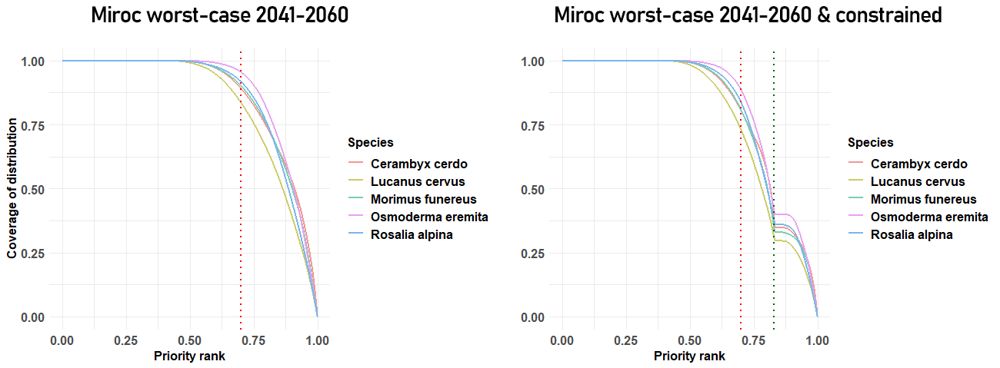 Miroc worst-case 2041-2060
Coverage of distribution
1.00
0.75
0.50
0.25
0.00
0.00 0.25 0.50 0.75 1.00
Priority rank
Species
Cerambyx cerdo
Lucanus cervus
Morimus funereus
Osmoderma eremita
Rosalia alpina
Miroc worst-case 2041-2060 & constrained
1.00
0.75
0.50
0.25
0.00
0.00 0.25 0.50 0.75 1.00
Priority rank
Species
Cerambyx cerdo
Lucanus cervus
Morimus funereus
Osmoderma eremita
Rosalia alpina